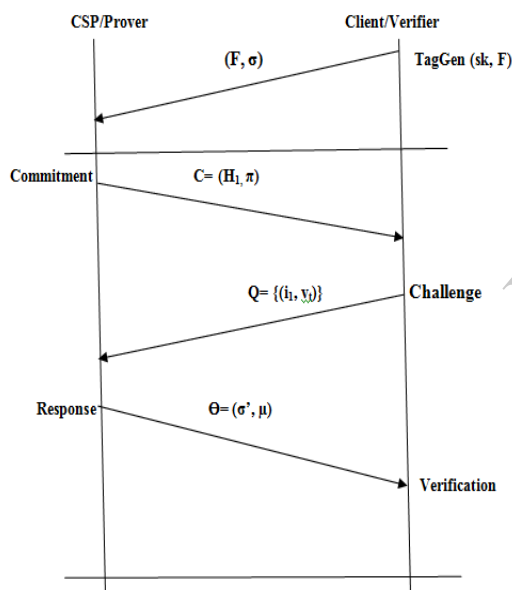 CSP/Prover Client/Verifier
(F, σ) TagGen (sk, F)
Commitment C= (H₁, π)
Q= {(i₁, vᵢ)} Challenge
Response Ө= (σ’, μ)
Verification